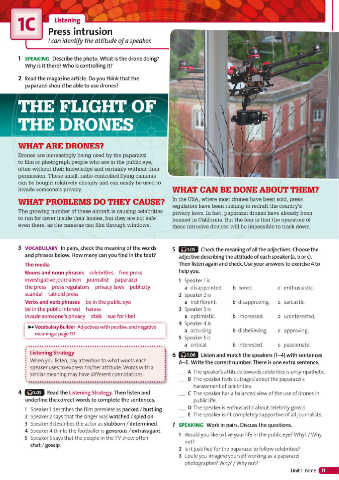 1C
Listening
Press intrusion
I can identify the attitude of a speaker.
1 SPEAKING Describe the photo. What is the drone doing?
Why is it there? Who is controlling it?
2 Read the magazine article. Do you think that the
paparazzi should be able to use drones?
THE FLIGHT OF
THE DRONES
WHAT ARE DRONES?
Drones are increasingly being used by the paparazzi
to film or photograph people who are in the public eye,
often without their knowledge and certainly without their
permission. These small, radio-controlled flying cameras
can be bought relatively cheaply and can easily be used to
invade someone's privacy.
WHAT PROBLEMS DO THEY CAUSE?
The growing number of these aircraft is causing celebrities
to run for cover inside their homes, but they are not safe
even there, as the cameras can film through windows.
WHAT CAN BE DONE ABOUT THEM?
In the USA, where most drones have been sold, press
regulators have been looking to restrict the country's
privacy laws. In fact, paparazzi drones have already been
banned in California. But the fear is that the operators of
these intrusive devices will be impossible to track down.
3 VOCABULARY In pairs, check the meaning of the words
and phrases below. How many can you find in the text?
The media
Nouns and noun phrases celebrities free press
investigative journalism journalist paparazzi
the press press regulators privacy laws publicity
scandal tabloid press
Verbs and verb phrases be in the public eye
be in the public interest harass
invade someone's privacy stalk sue for libel
Vocabulary Builder Adjectives with positive and negative
meanings: page 117
Listening Strategy
When you listen, pay attention to what words each
speaker uses to express his/her attitude. Words with a
similar meaning may have different connotations.
4 1.05 Read the Listening Strategy. Then listen and
underline the correct words to complete the sentences.
1 Speaker 1 describes the film premiere as packed / bustling.
2 Speaker 2 says that the singer was watched / spied on.
3 Speaker 3 describes the actor as stubborn / determined.
4 Speaker 4 thinks the footballer is generous / extravagant.
5 Speaker 5 says that the people in the TV show often
chat / gossip.
5 1.05 Check the meaning of all the adjectives. Choose the
adjective describing the attitude of each speaker (a, b or c).
Then listen again and check. Use your answers to exercise 4 to
help you.
1 Speaker 1 is
a disappointed. b bored. c enthusiastic.
2 Speaker 2 is
a indifferent. b disapproving. c sarcastic.
3 Speaker 3 is
a optimistic. b impressed. c uninterested.
4 Speaker 4 is
a accusing. b disbelieving. c approving.
5 Speaker 5 is
a critical. b interested. c passionate.
6 1.06 Listen and match the speakers (1–4) with sentences
A–E. Write the correct number. There is one extra sentence.
A The speaker's attitude towards celebrities is unsympathetic.
B The speaker feels outraged about the paparazzi's
harassment of celebrities.
C The speaker has a balanced view of the use of drones in
public life.
D The speaker is enthusiastic about celebrity gossip.
E The speaker isn't completely supportive of all journalists.
7 SPEAKING Work in pairs. Discuss the questions.
1 Would you like to live your life in the public eye? Why? / Why
not?
2 Is it justified for the paparazzi to follow celebrities?
3 Could you imagine yourself working as a paparazzi
photographer? Why? / Why not?
Unit 1 Fame 11